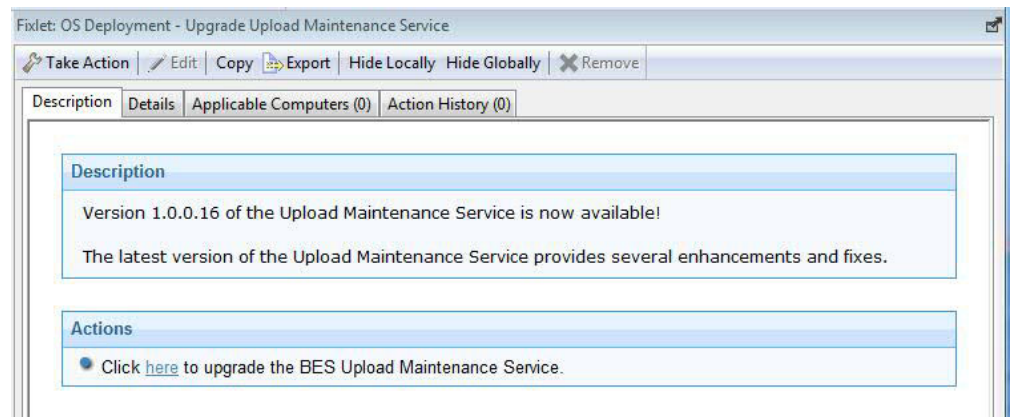 Fixlet: OS Deployment - Upgrade Upload Maintenance Service
Take Action Edit Copy Export Hide Locally Hide Globally Remove
Description Details Applicable Computers (0) Action History (0)
Description
Version 1.0.0.16 of the Upload Maintenance Service is now available!
The latest version of the Upload Maintenance Service provides several enhancements and fixes.
Actions
Click here to upgrade the BES Upload Maintenance Service.